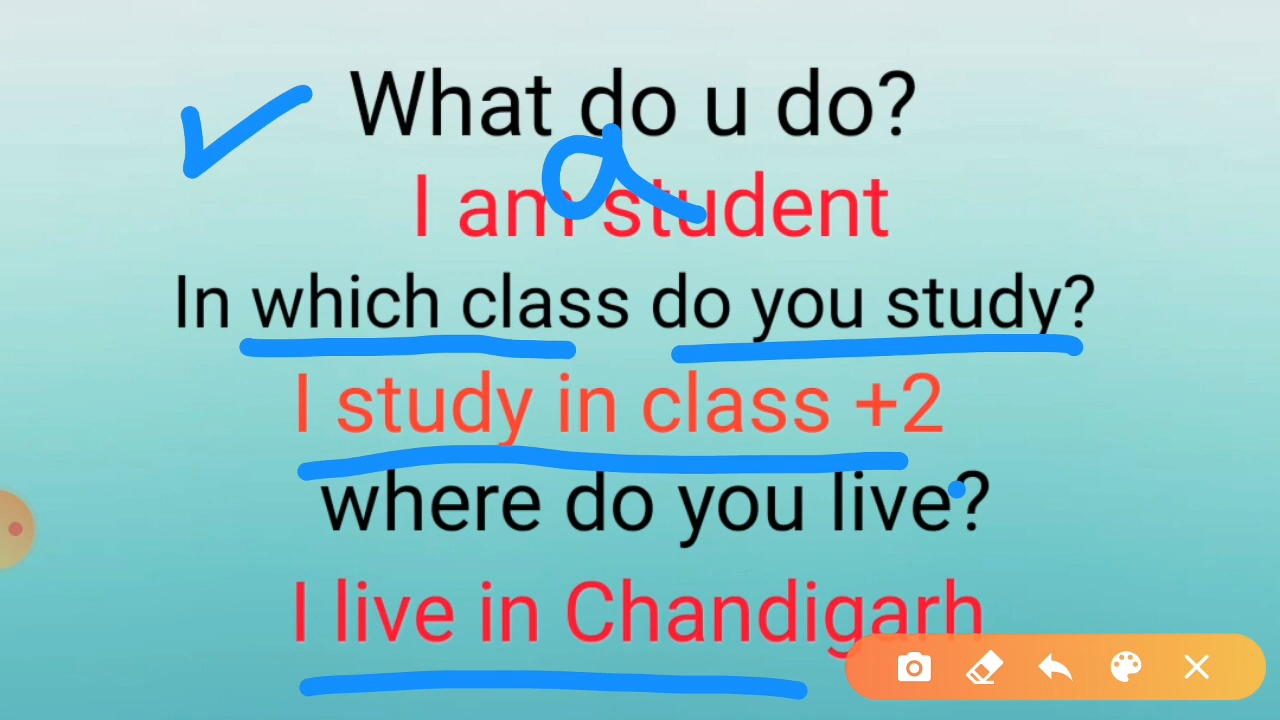 What do u do?
a
I am student
In which class do you study?
I study in class +2
where do you live?
I live in Chandigarh